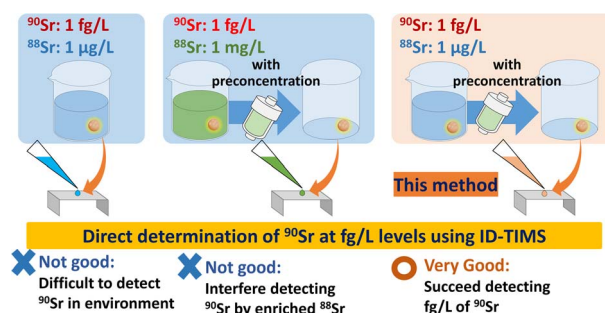 ⁹⁰Sr: 1 fg/L
⁸⁸Sr: 1 µg/L
⁹⁰Sr: 1 fg/L
⁸⁸Sr: 1 mg/L
with
preconcentration
⁹⁰Sr: 1 fg/L
⁸⁸Sr: 1 µg/L
with
preconcentration
This method
Direct determination of ⁹⁰Sr at fg/L levels using ID-TIMS
Not good:
Difficult to detect
⁹⁰Sr in environment
Not good:
Interfere detecting
⁹⁰Sr by enriched ⁸⁸Sr
Very Good:
Succeed detecting
fg/L of ⁹⁰Sr